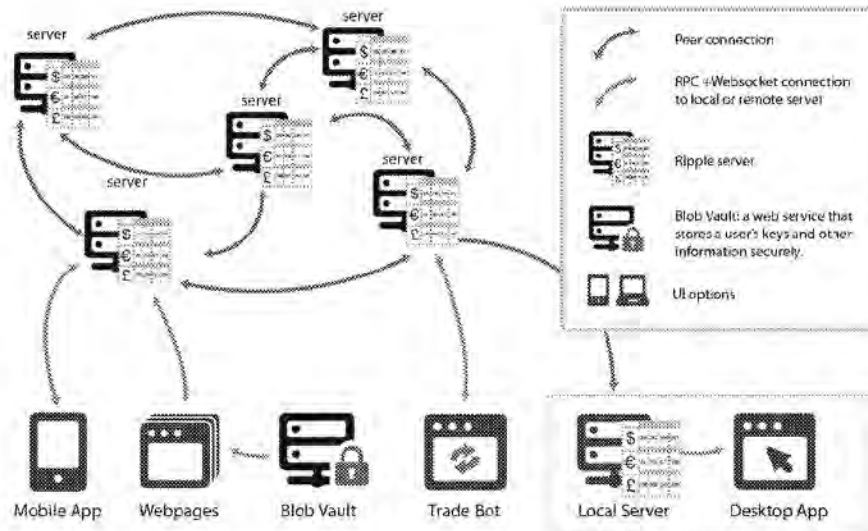 server
server
server
server
server
Peer connection
RPC +Websocket connection
to local or remote server
Ripple server
Blob Vault: a web service that
stores a user's keys and other
information securely.
UI options
$
€
£
$
€
£
$
€
£
$
€
£
$
€
£
$
€
£
$
€
£
Mobile App
Webpages
Blob Vault
Trade Bot
Local Server
Desktop App